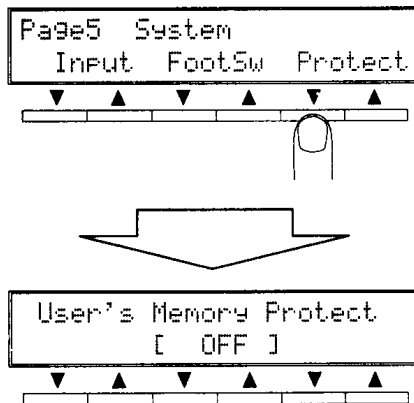 Page5 System
Input FootSw Protect
▼ ▲ ▼ ▲ ▼ ▲
User's Memory Protect
[ OFF ]
▼ ▲ ▼ ▲ ▼ ▲